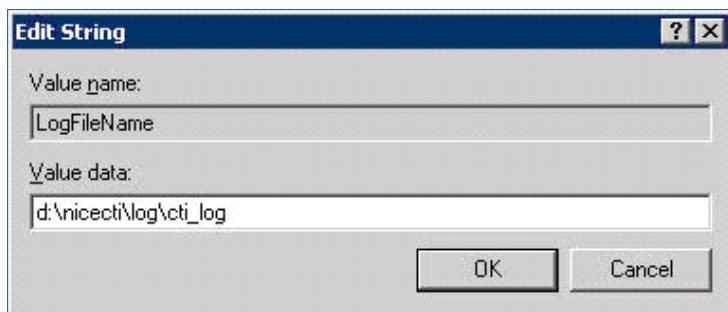 Edit String
Value name:
LogFileName
Value data:
d:\nicecti\log\cti_log
OK Cancel